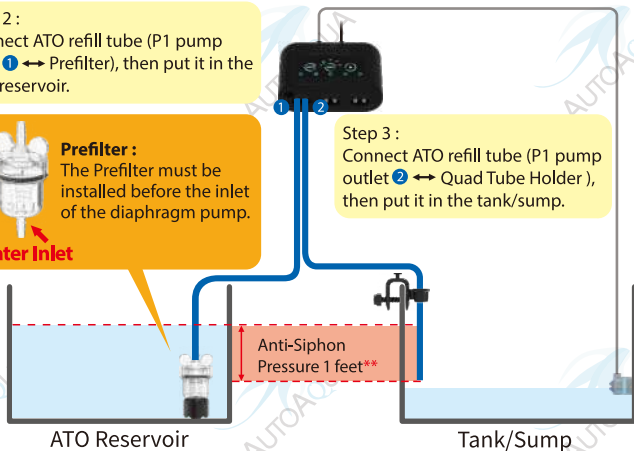 2 :
nect ATO refill tube (P1 pump
1 ↔ Prefilter), then put it in the
reservoir.
Prefilter :
The Prefilter must be
installed before the inlet
of the diaphragm pump.
ter Inlet
1 2
Step 3 :
Connect ATO refill tube (P1 pump
outlet 2 ↔ Quad Tube Holder ),
then put it in the tank/sump.
Anti-Siphon
Pressure 1 feet**
ATO Reservoir
Tank/Sump
AUTOAQUA
AUTOAQUA